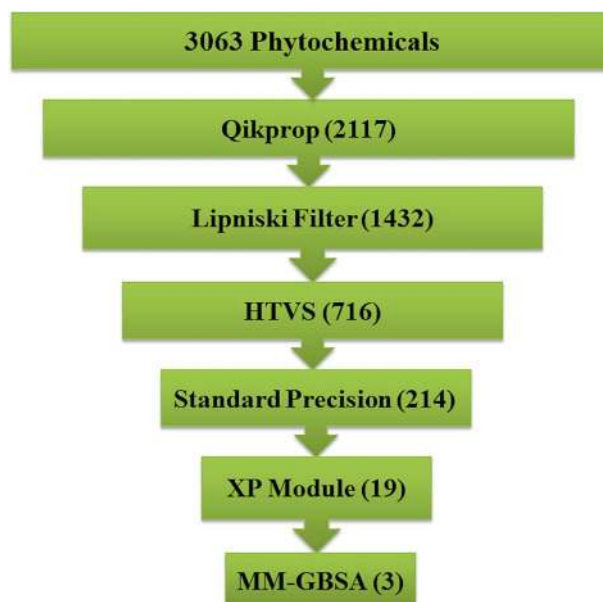 3063 Phytochemicals
Qikprop (2117)
Lipniski Filter (1432)
HTVS (716)
Standard Precision (214)
XP Module (19)
MM-GBSA (3)